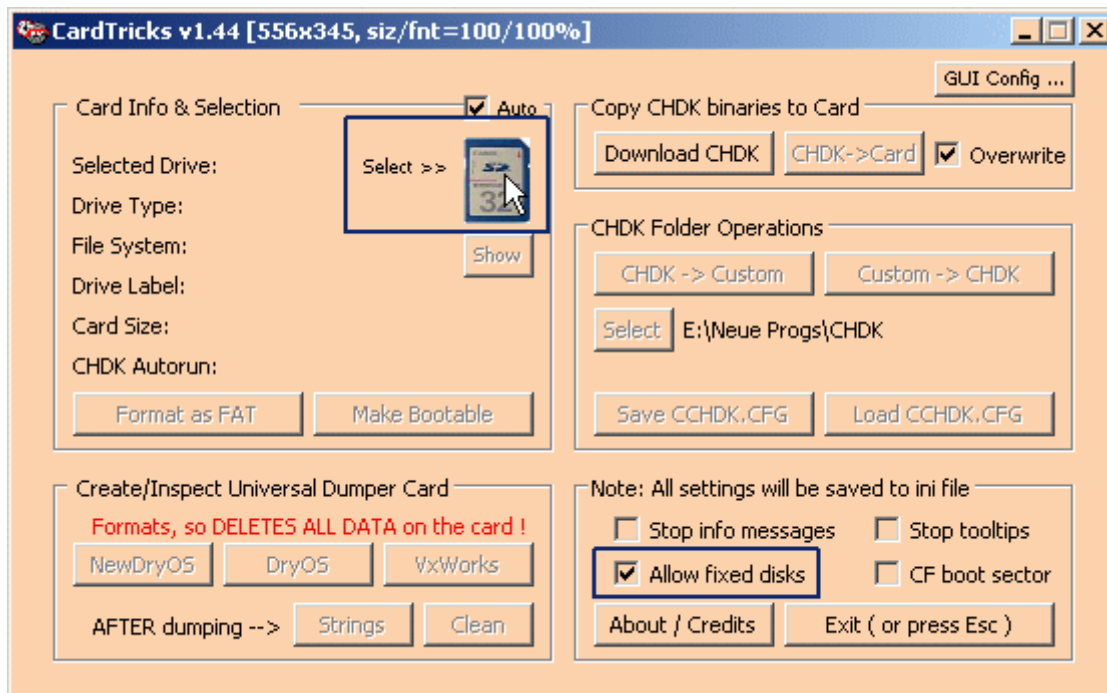 CardTricks v1.44 [556x345, siz/fnt=100/100%]
GUI Config ...
Card Info & Selection
Auto
Selected Drive:
Select >>
32
Drive Type:
File System:
Show
Drive Label:
Card Size:
CHDK Autorun:
Format as FAT
Make Bootable
Copy CHDK binaries to Card
Download CHDK
CHDK->Card
Overwrite
CHDK Folder Operations
CHDK -> Custom
Custom -> CHDK
Select
E:\Neue Progs\CHDK
Save CCHDK.CFG
Load CCHDK.CFG
Create/Inspect Universal Dumper Card
Formats, so DELETES ALL DATA on the card !
NewDryOS
DryOS
VxWorks
AFTER dumping -->
Strings
Clean
Note: All settings will be saved to ini file
Stop info messages
Stop tooltips
Allow fixed disks
CF boot sector
About / Credits
Exit ( or press Esc )